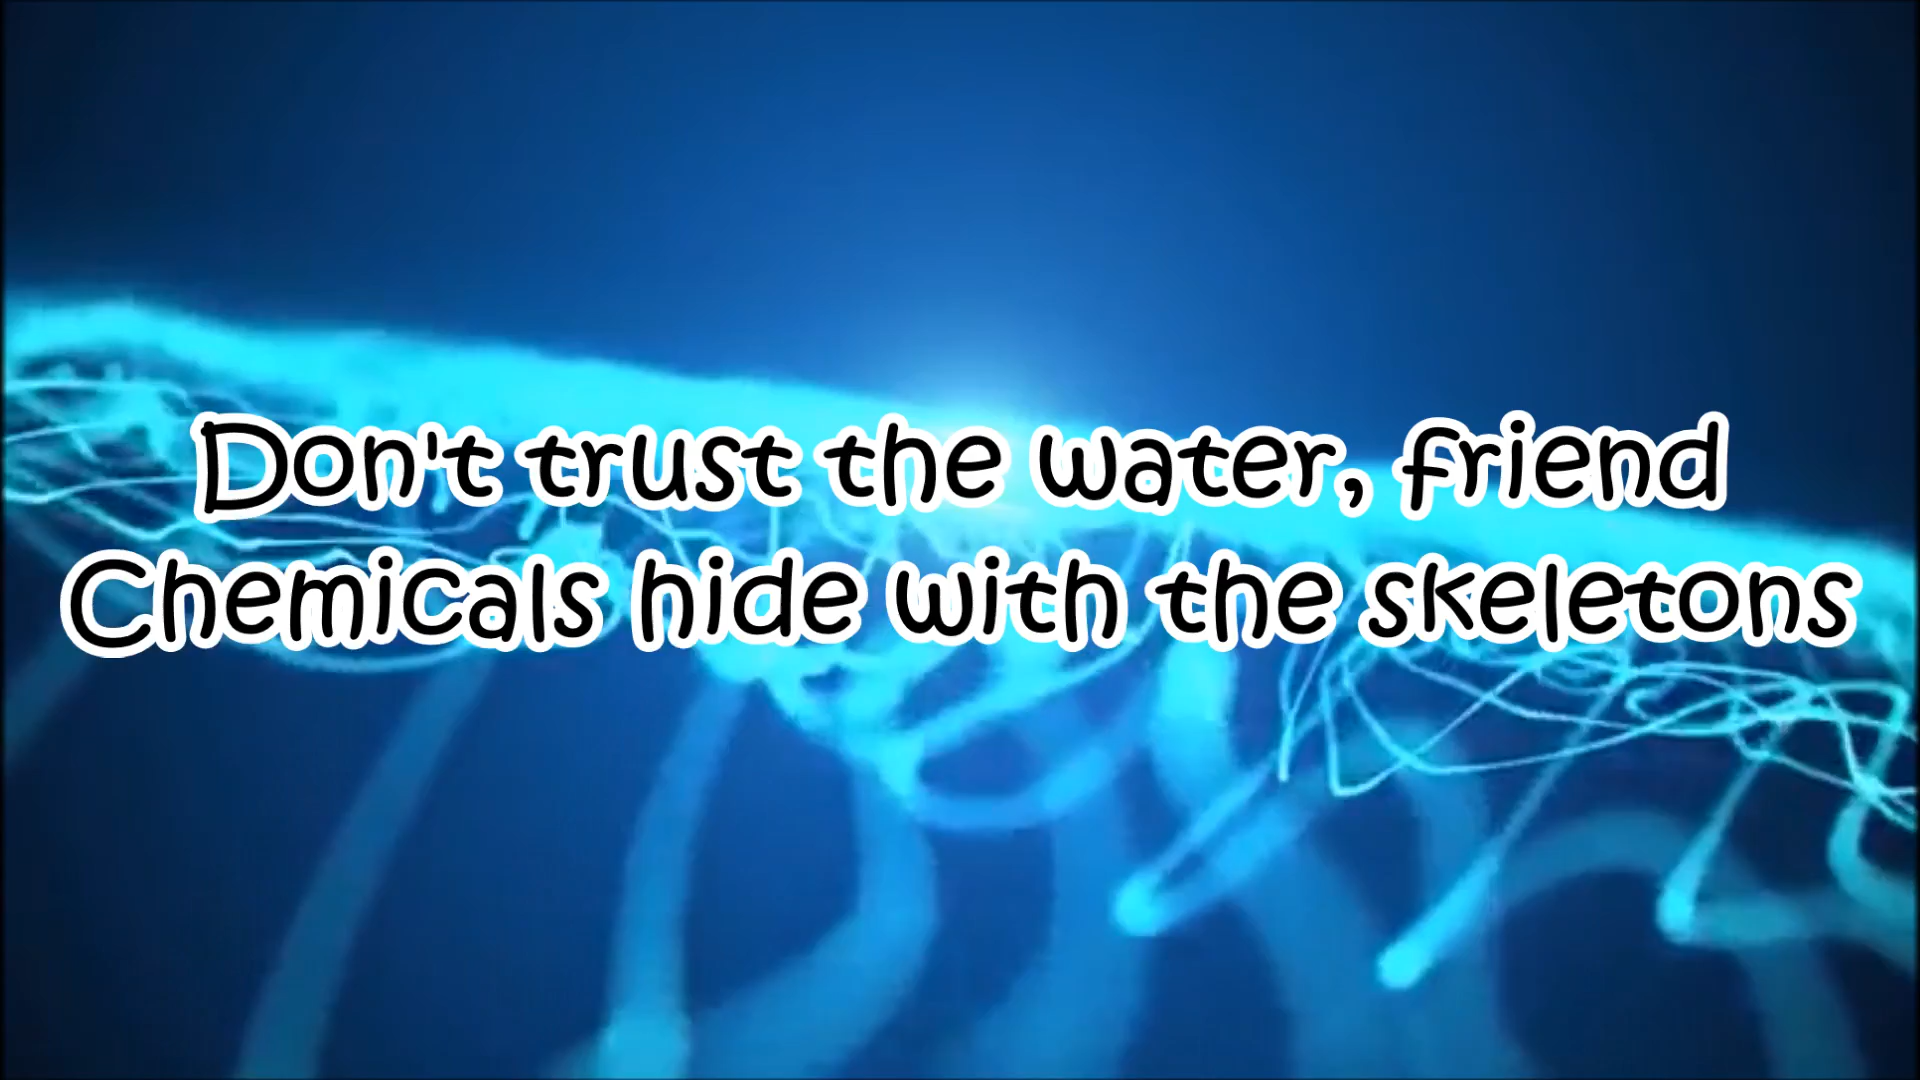 Don't trust the water, friend
Chemicals hide with the skeletons